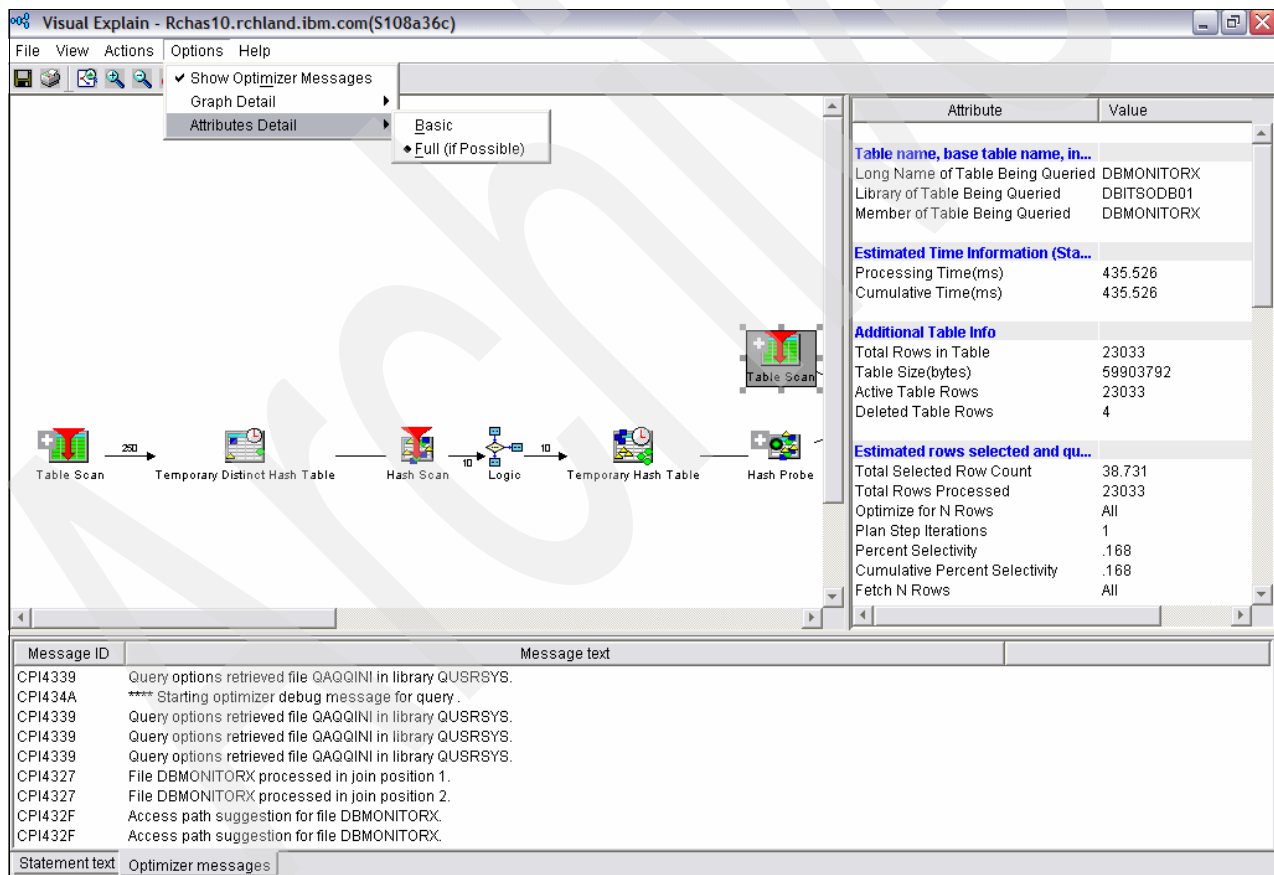 Visual Explain - Rchas10.rchland.ibm.com(S108a36c)
File View Actions Options Help
Show Optimizer Messages
Graph Detail
Attributes Detail
Basic
Full (if Possible)
Table Scan
Table Scan
250
Temporary Distinct Hash Table
Hash Scan
10
Logic
10
Temporary Hash Table
Hash Probe
Attribute Value
Table name, base table name, in...
Long Name of Table Being Queried DBMONITORX
Library of Table Being Queried DBITSODB01
Member of Table Being Queried DBMONITORX
Estimated Time Information (Sta...
Processing Time(ms) 435.526
Cumulative Time(ms) 435.526
Additional Table Info
Total Rows in Table 23033
Table Size(bytes) 59903792
Active Table Rows 23033
Deleted Table Rows 4
Estimated rows selected and qu...
Total Selected Row Count 38.731
Total Rows Processed 23033
Optimize for N Rows All
Plan Step Iterations 1
Percent Selectivity .168
Cumulative Percent Selectivity .168
Fetch N Rows All
Message ID Message text
CPI4339 Query options retrieved file QAQQINI in library QUSRSYS.
CPI434A **** Starting optimizer debug message for query .
CPI4339 Query options retrieved file QAQQINI in library QUSRSYS.
CPI4339 Query options retrieved file QAQQINI in library QUSRSYS.
CPI4339 Query options retrieved file QAQQINI in library QUSRSYS.
CPI4327 File DBMONITORX processed in join position 1.
CPI4327 File DBMONITORX processed in join position 2.
CPI432F Access path suggestion for file DBMONITORX.
CPI432F Access path suggestion for file DBMONITORX.
Statement text Optimizer messages